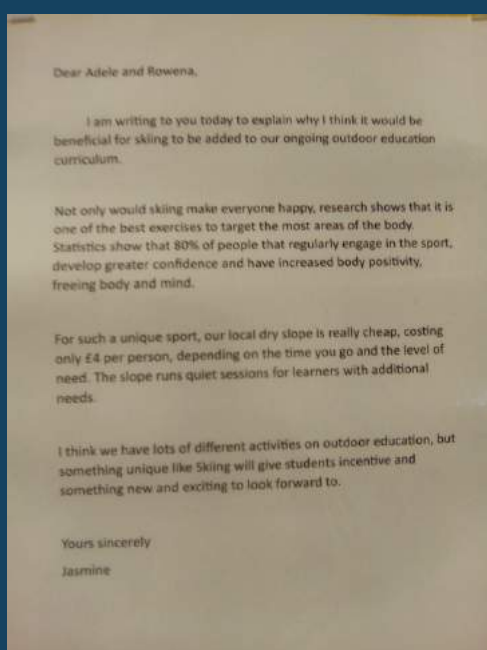 Dear Adele and Rowena,
I am writing to you today to explain why I think it would be
beneficial for skiing to be added to our ongoing outdoor education
curriculum.
Not only would skiing make everyone happy, research shows that it is
one of the best exercises to target the most areas of the body.
Statistics show that 80% of people that regularly engage in the sport,
develop greater confidence and have increased body positivity,
freeing body and mind.
For such a unique sport, our local dry slope is really cheap, costing
only £4 per person, depending on the time you go and the level of
need. The slope runs quiet sessions for learners with additional
needs.
I think we have lots of different activities on outdoor education, but
something unique like Skiing will give students incentive and
something new and exciting to look forward to.
Yours sincerely
Jasmine